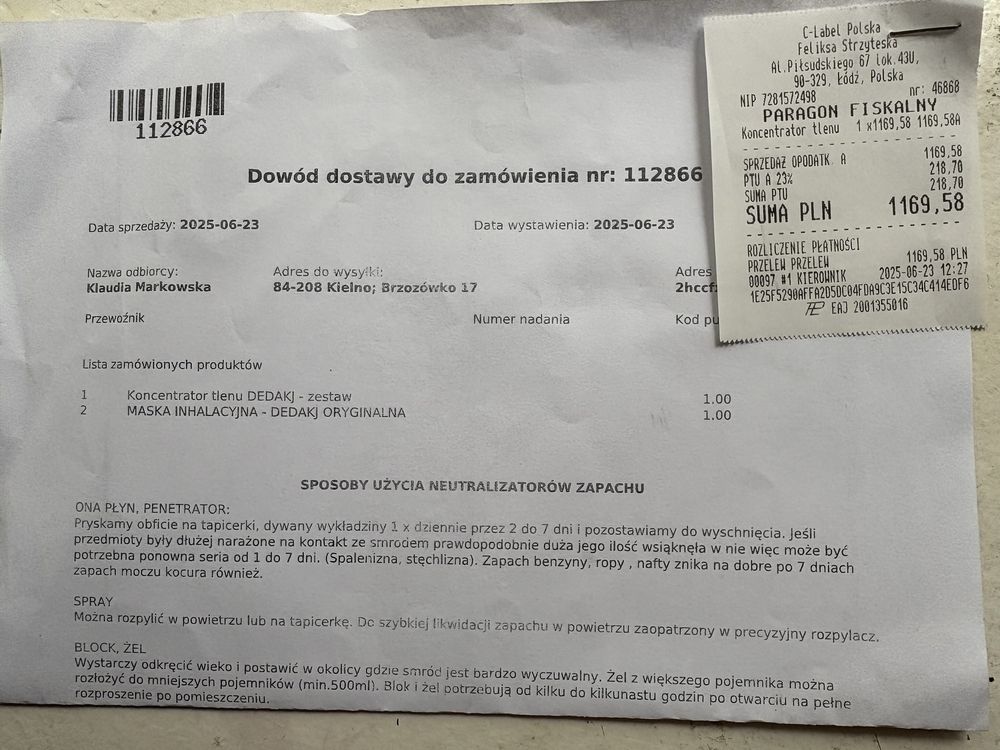 112866
Dowód dostawy do zamówienia nr: 112866
Data sprzedaży: 2025-06-23
Data wystawienia: 2025-06-23
Nazwa odbiorcy:
Klaudia Markowska
Adres do wysyłki:
84-208 Kielno; Brzozówko 17
Adres
2hccf
Przewoźnik
Numer nadania
Kod pu
Lista zamówionych produktów
1 Koncentrator tlenu DEDAKJ - zestaw 1.00
2 MASKA INHALACYJNA - DEDAKJ ORYGINALNA 1.00
SPOSOBY UŻYCIA NEUTRALIZATORÓW ZAPACHU
ONA PŁYN, PENETRATOR:
Pryskamy obficie na tapicerki, dywany wykładziny 1 x dziennie przez 2 do 7 dni i pozostawiamy do wyschnięcia. Jeśli
przedmioty były dłużej narażone na kontakt ze smrodem prawdopodobnie duża jego ilość wsiąknęła w nie więc może być
potrzebna ponowna seria od 1 do 7 dni. (Spalenizna, stęchlizna). Zapach benzyny, ropy , nafty znika na dobre po 7 dniach
zapach moczu kocura również.
SPRAY
Można rozpylić w powietrzu lub na tapicerkę. Do szybkiej likwidacji zapachu w powietrzu zaopatrzony w precyzyjny rozpylacz.
BLOCK, ŻEL
Wystarczy odkręcić wieko i postawić w okolicy gdzie smród jest bardzo wyczuwalny. Żel z większego pojemnika można
rozłożyć do mniejszych pojemników (min.500ml). Blok i żel potrzebują od kilku do kilkunastu godzin po otwarciu na pełne
rozproszenie po pomieszczeniu.
C-Label Polska
Feliksa Strzyteska
Al.Piłsudskiego 67 lok.43U,
90-329, Łódź, Polska
NIP 7281572498 nr: 46868
PARAGON FISKALNY
Koncentrator tlenu 1 x1169,58 1169,58A
SPRZEDAŻ OPODATK. A 1169,58
PTU A 23% 218,70
SUMA PTU 218,70
SUMA PLN 1169,58
ROZLICZENIE PŁATNOŚCI
PRZELEW PRZELEW 1169,58 PLN
00097 #1 KIEROWNIK 2025-06-23 12:27
1E25F5290AFFA2D5DC04FDA9C3E15C34C414EDF6
EAJ 2001355016